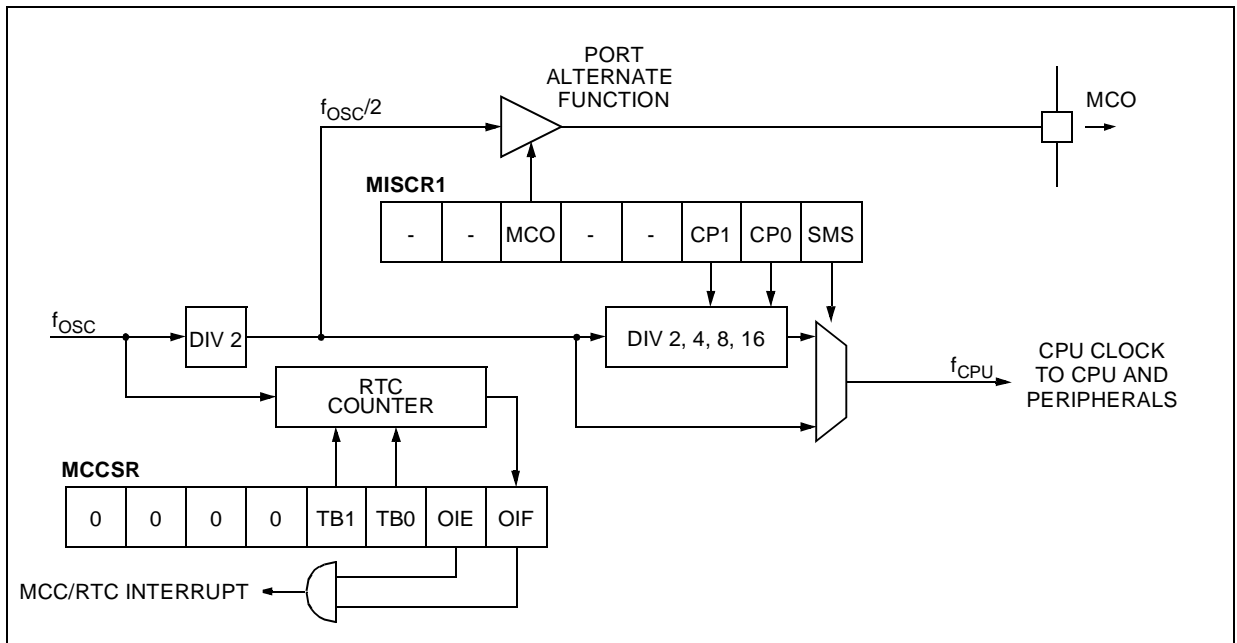 PORT
ALTERNATE
FUNCTION
fOSC/2
MCO
MISCR1
- - MCO - - CP1 CP0 SMS
fOSC
DIV 2
DIV 2, 4, 8, 16
fCPU
CPU CLOCK
TO CPU AND
PERIPHERALS
RTC
COUNTER
MCCSR
0 0 0 0 TB1 TB0 OIE OIF
MCC/RTC INTERRUPT